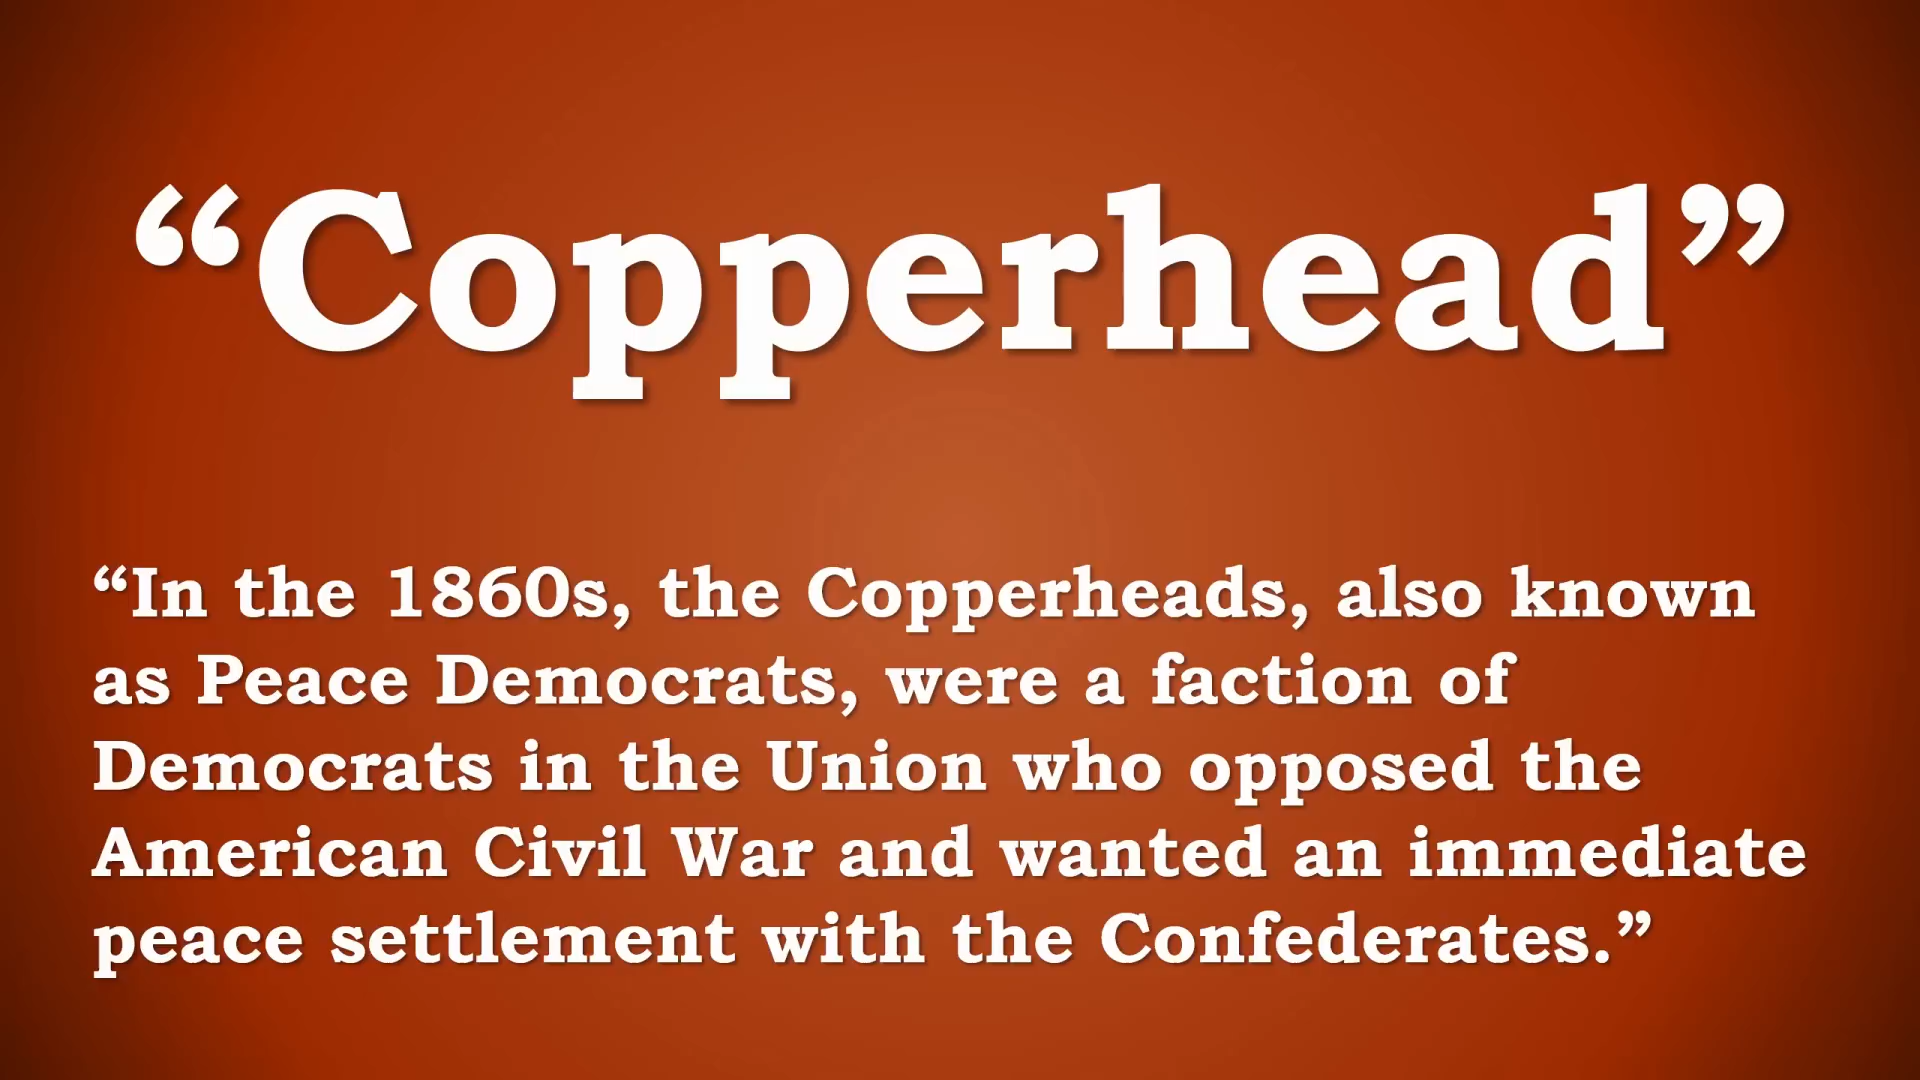 “Copperhead”
“In the 1860s, the Copperheads, also known
as Peace Democrats, were a faction of
Democrats in the Union who opposed the
American Civil War and wanted an immediate
peace settlement with the Confederates.”